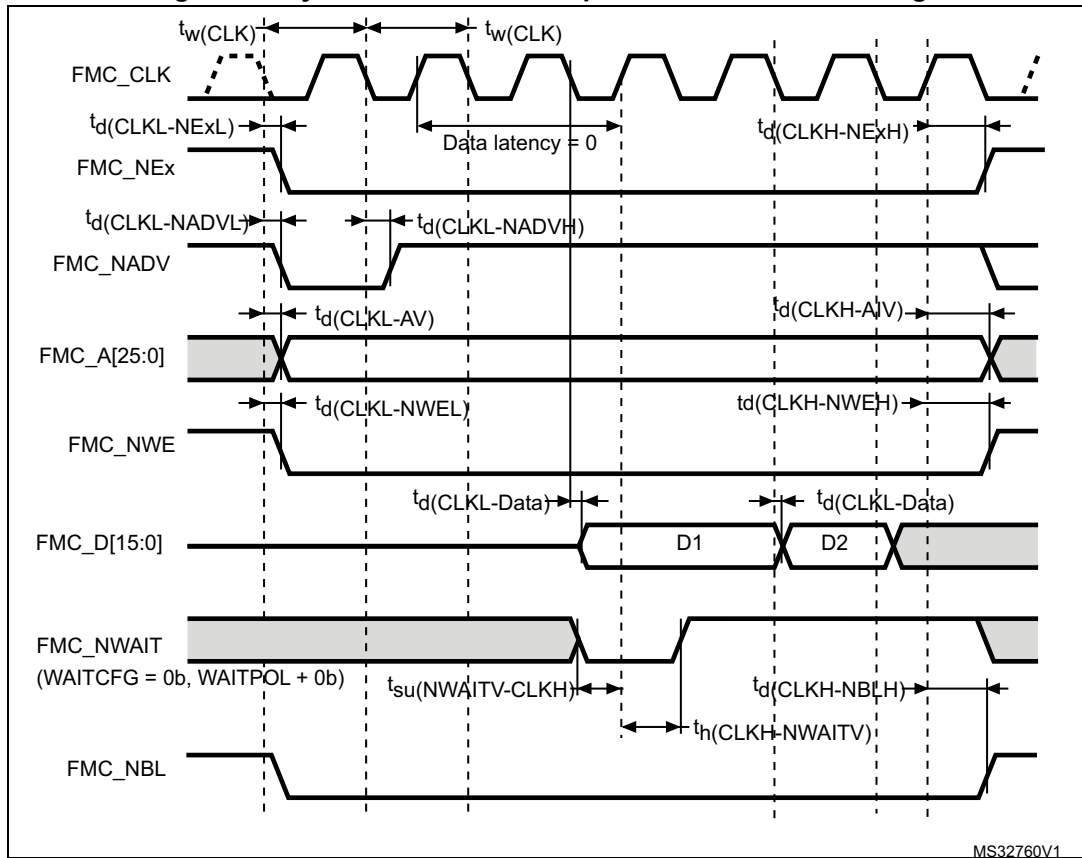 tw(CLK) tw(CLK)
FMC_CLK
td(CLKL-NExL) Data latency = 0 td(CLKH-NExH)
FMC_NEx
td(CLKL-NADVL) td(CLKL-NADVH)
FMC_NADV
td(CLKL-AV) td(CLKH-AIV)
FMC_A[25:0]
td(CLKL-NWEL) td(CLKH-NWEH)
FMC_NWE
td(CLKL-Data) td(CLKL-Data)
FMC_D[15:0] D1 D2
FMC_NWAIT
(WAITCFG = 0b, WAITPOL + 0b)
tsu(NWAITV-CLKH) td(CLKH-NBLH)
th(CLKH-NWAITV)
FMC_NBL
MS32760V1